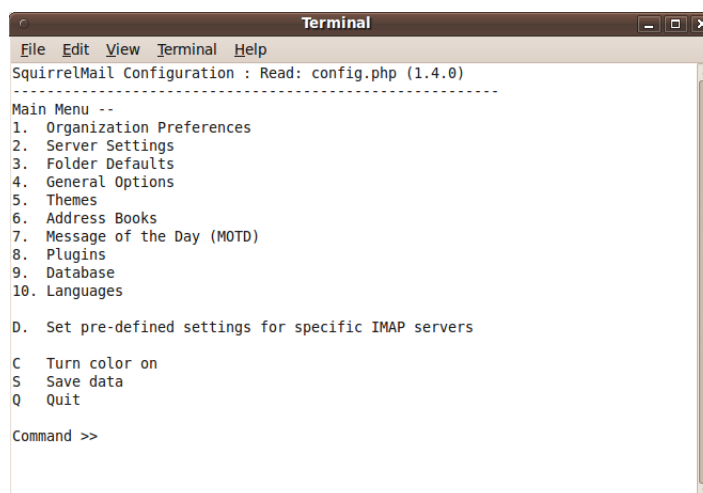 Terminal
File Edit View Terminal Help
SquirrelMail Configuration : Read: config.php (1.4.0)
---------------------------------------------------------
Main Menu --
1.  Organization Preferences
2.  Server Settings
3.  Folder Defaults
4.  General Options
5.  Themes
6.  Address Books
7.  Message of the Day (MOTD)
8.  Plugins
9.  Database
10. Languages
D.  Set pre-defined settings for specific IMAP servers
C   Turn color on
S   Save data
Q   Quit
Command >>